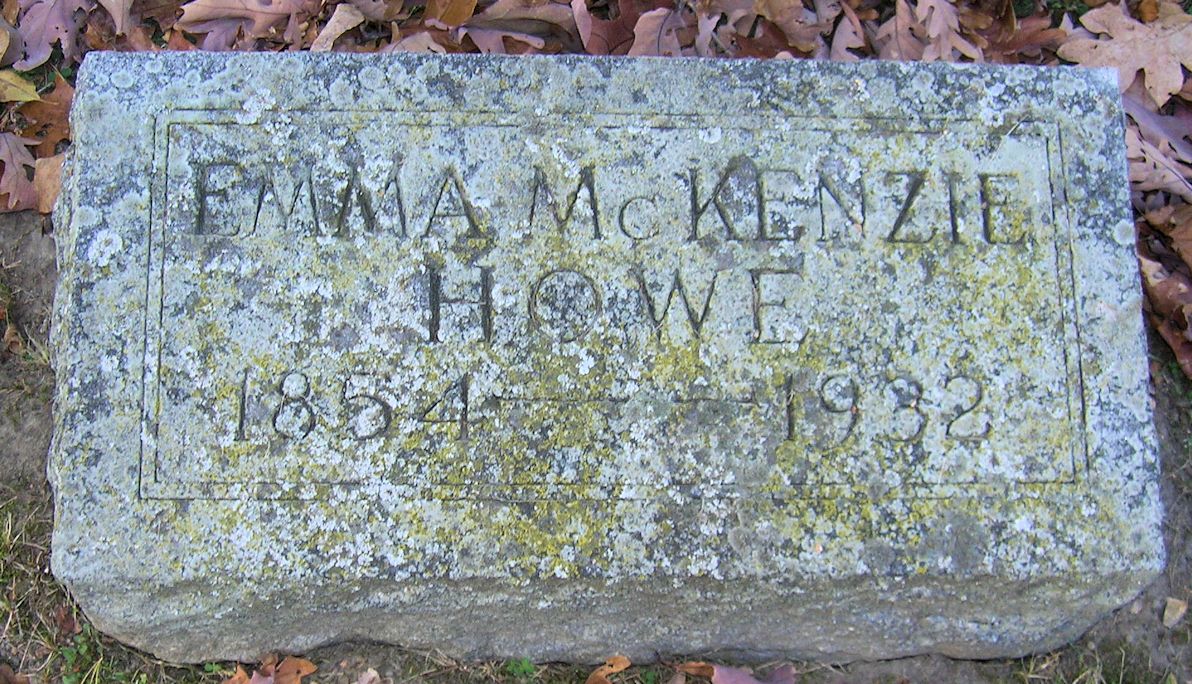 EMMA McKENZIE
HOWE
1854 — 1932